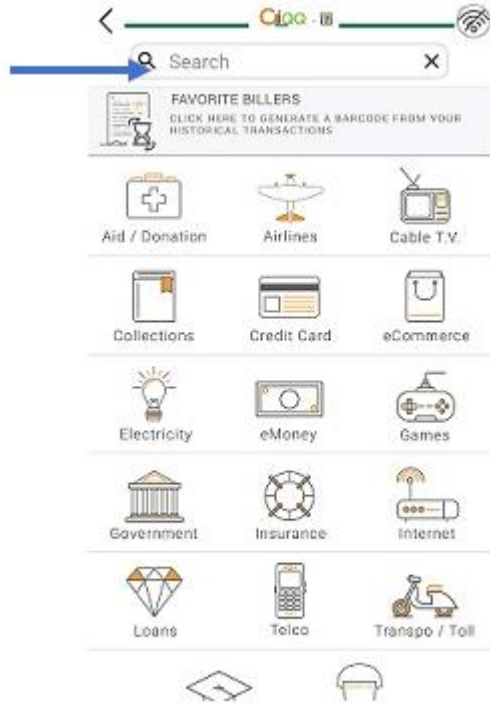 CLiQQ
Search
FAVORITE BILLERS
CLICK HERE TO GENERATE A BARCODE FROM YOUR
HISTORICAL TRANSACTIONS
Aid / Donation
Airlines
Cable T.V.
Collections
Credit Card
eCommerce
Electricity
eMoney
Games
Government
Insurance
Internet
Loans
Telco
Transpo / Toll